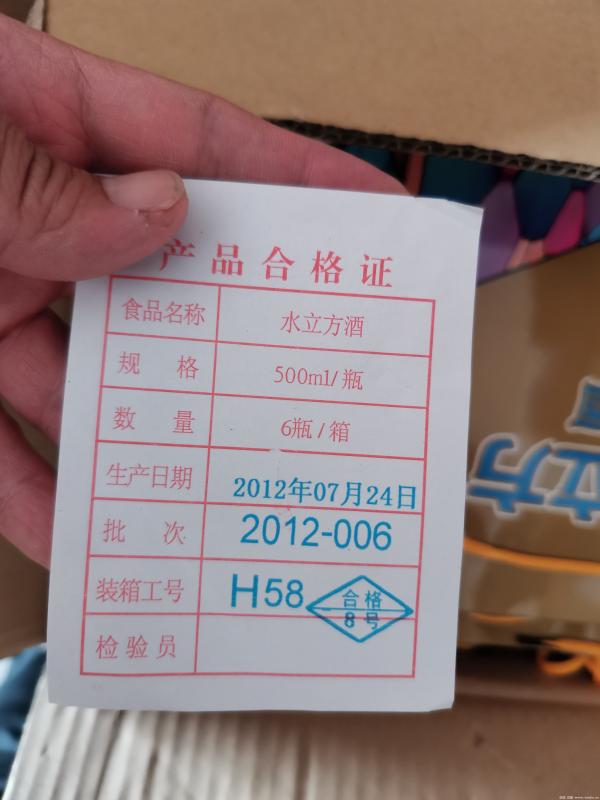 产品合格证
食品名称 水立方酒
规 格 500ml/瓶
数 量 6瓶/箱
生产日期 2012年07月24日
批 次 2012-006
装箱工号 H58
合格
8号
检验员
立方